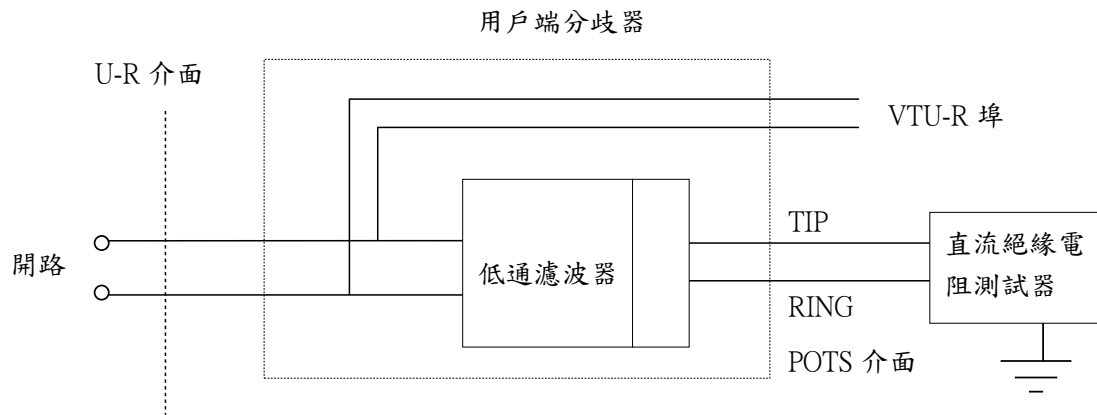 用戶端分歧器
U-R 介面
VTU-R 埠
開路
低通濾波器
TIP
RING
POTS 介面
直流絕緣電
阻測試器